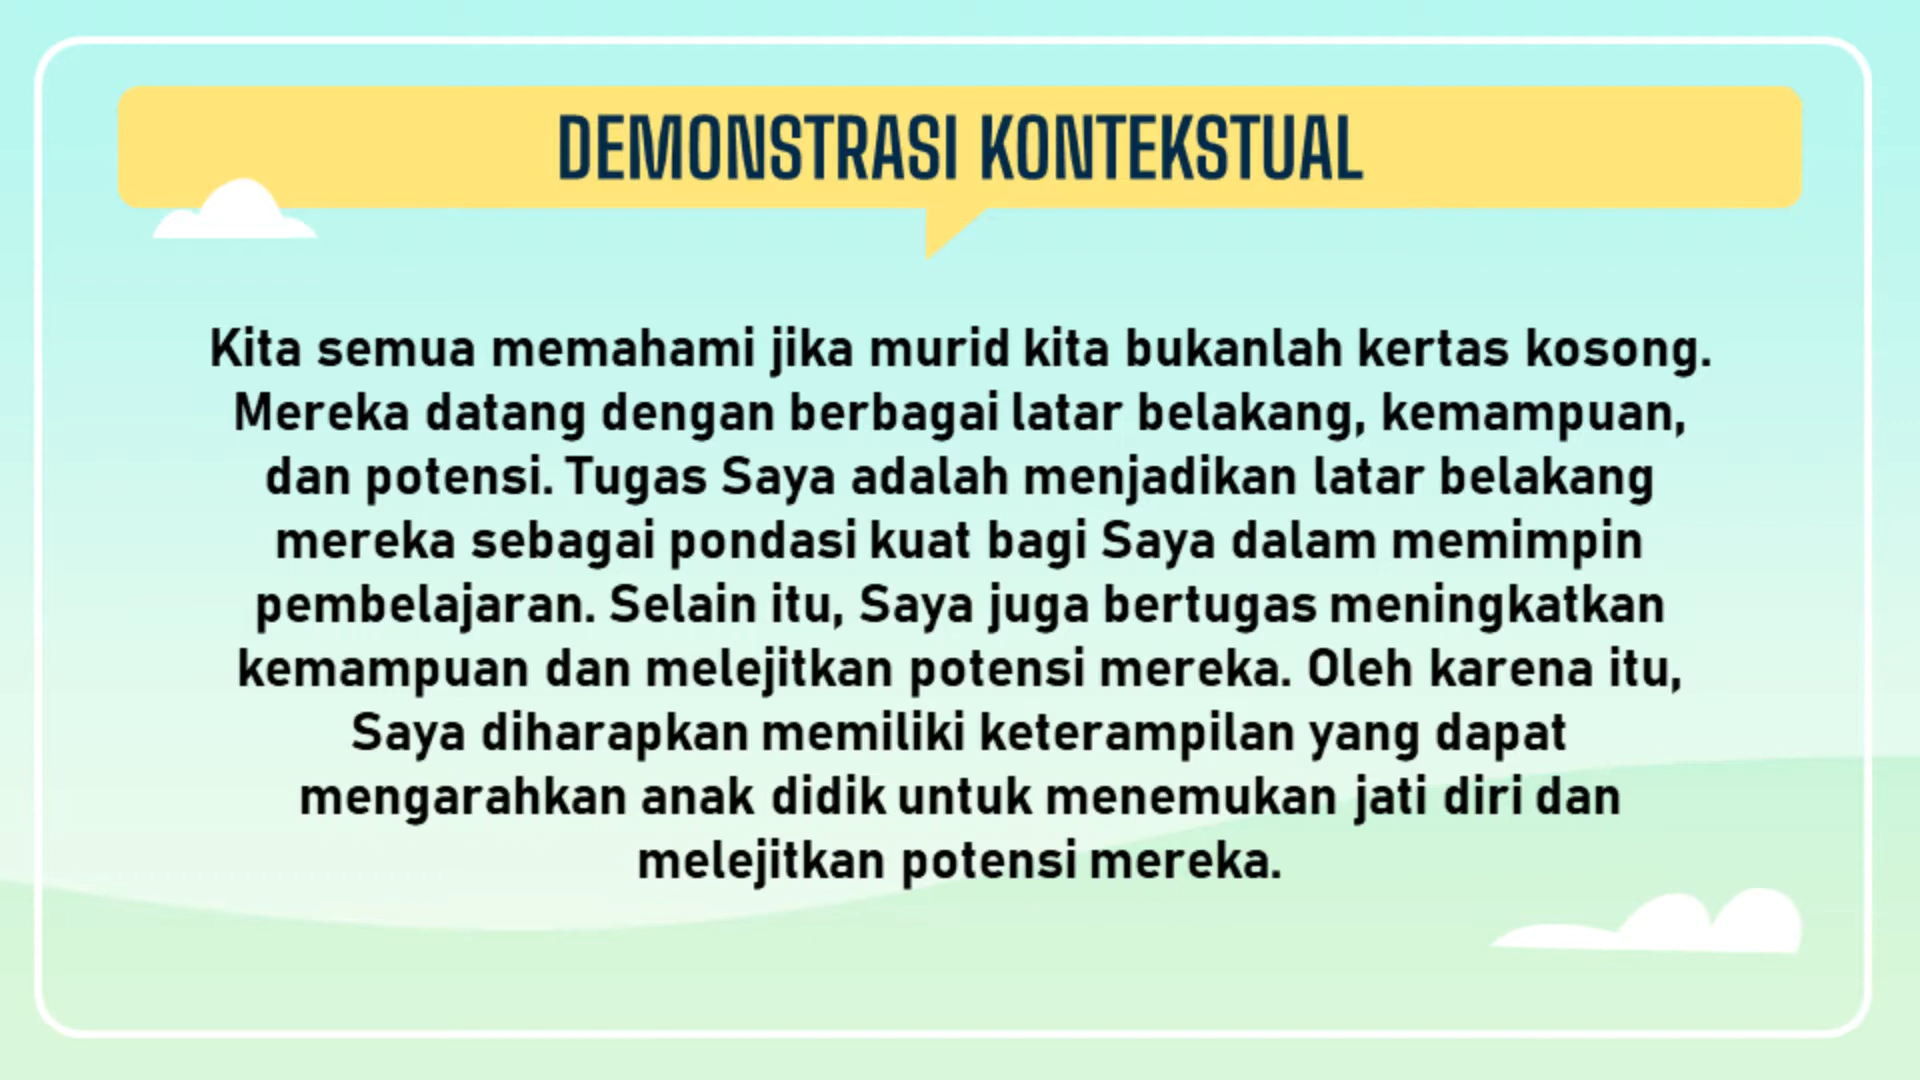 DEMONSTRASI KONTEKSTUAL
Kita semua memahami jika murid kita bukanlah kertas kosong.
Mereka datang dengan berbagai latar belakang, kemampuan,
dan potensi. Tugas Saya adalah menjadikan latar belakang
mereka sebagai pondasi kuat bagi Saya dalam memimpin
pembelajaran. Selain itu, Saya juga bertugas meningkatkan
kemampuan dan melejitkan potensi mereka. Oleh karena itu,
Saya diharapkan memiliki keterampilan yang dapat
mengarahkan anak didik untuk menemukan jati diri dan
melejitkan potensi mereka.